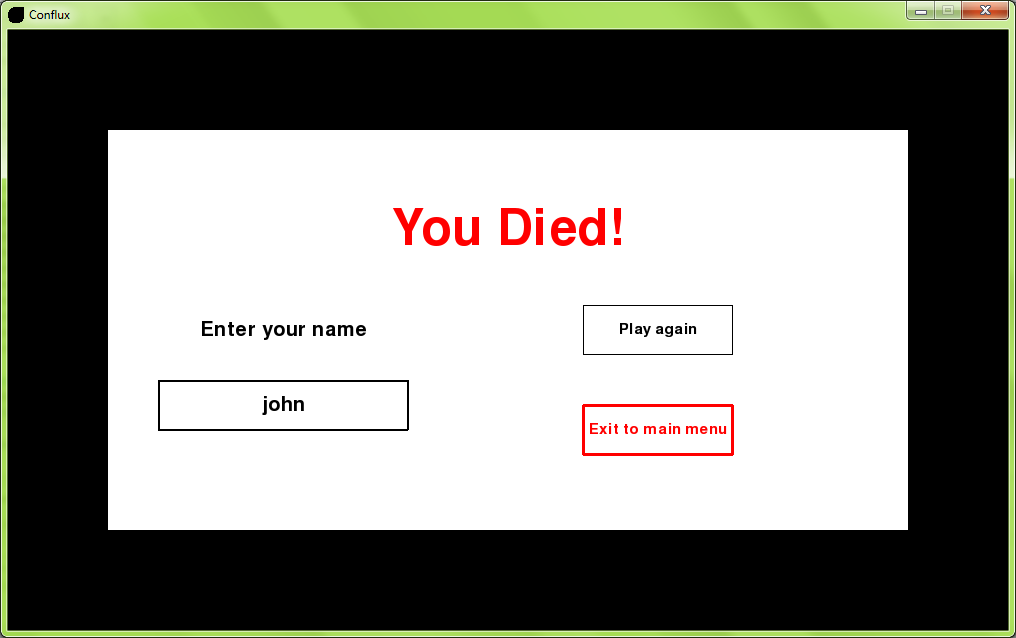 Conflux
You Died!
Enter your name
Play again
john
Exit to main menu